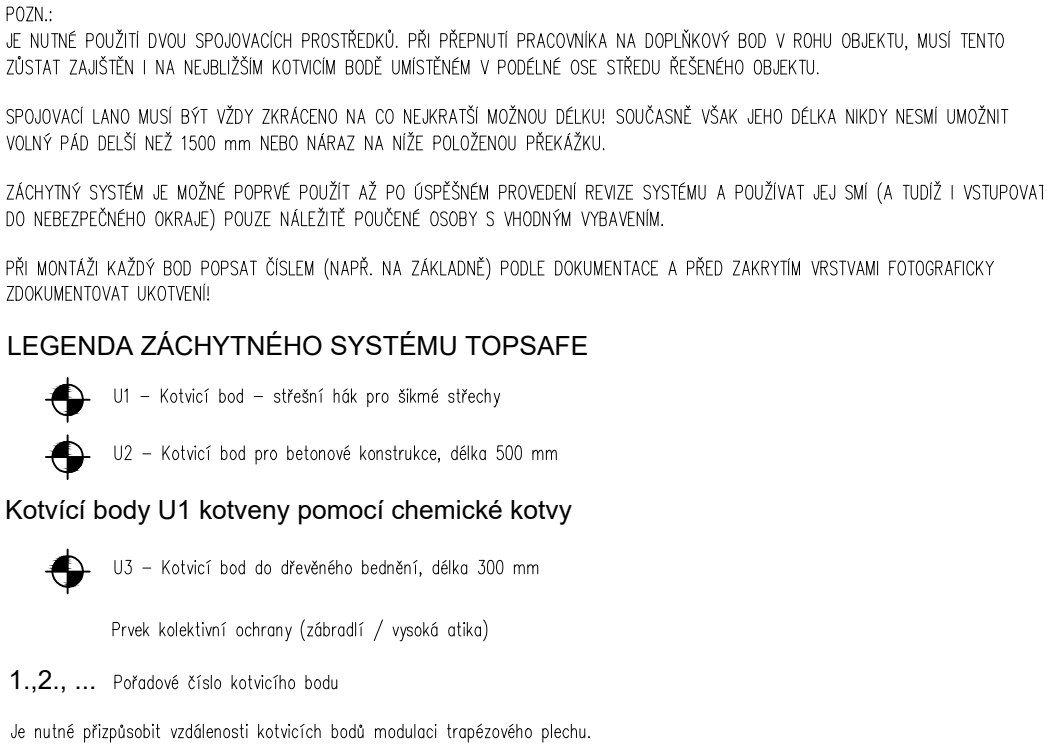 POZN.:
JE NUTNÉ POUŽITÍ DVOU SPOJOVACÍCH PROSTŘEDKŮ. PŘI PŘEPNUTÍ PRACOVNÍKA NA DOPLŇKOVÝ BOD V ROHU OBJEKTU, MUSÍ TENTO
ZŮSTAT ZAJIŠTĚN I NA NEJBLIŽŠÍM KOTVICÍM BODĚ UMÍSTĚNÉM V PODÉLNÉ OSE STŘEDU ŘEŠENÉHO OBJEKTU.
SPOJOVACÍ LANO MUSÍ BÝT VŽDY ZKRÁCENO NA CO NEJKRATŠÍ MOŽNOU DÉLKU! SOUČASNĚ VŠAK JEHO DÉLKA NIKDY NESMÍ UMOŽNIT
VOLNÝ PÁD DELŠÍ NEŽ 1500 mm NEBO NÁRAZ NA NÍŽE POLOŽENOU PŘEKÁŽKU.
ZÁCHYTNÝ SYSTÉM JE MOŽNÉ POPRVÉ POUŽÍT AŽ PO ÚSPĚŠNÉM PROVEDENÍ REVIZE SYSTÉMU A POUŽÍVAT JEJ SMÍ (A TUDÍŽ I VSTUPOVAT
DO NEBEZPEČNÉHO OKRAJE) POUZE NÁLEŽITĚ POUČENÉ OSOBY S VHODNÝM VYBAVENÍM.
PŘI MONTÁŽI KAŽDÝ BOD POPSAT ČÍSLEM (NAPŘ. NA ZÁKLADNĚ) PODLE DOKUMENTACE A PŘED ZAKRYTÍM VRSTVAMI FOTOGRAFICKY
ZDOKUMENTOVAT UKOTVENÍ!
LEGENDA ZÁCHYTNÉHO SYSTÉMU TOPSAFE
U1 – Kotvicí bod – střešní hák pro šikmé střechy
U2 – Kotvicí bod pro betonové konstrukce, délka 500 mm
Kotvící body U1 kotveny pomocí chemické kotvy
U3 – Kotvicí bod do dřevěného bednění, délka 300 mm
Prvek kolektivní ochrany (zábradlí / vysoká atika)
1.,2., ... Pořadové číslo kotvicího bodu
Je nutné přizpůsobit vzdálenosti kotvicích bodů modulaci trapézového plechu.